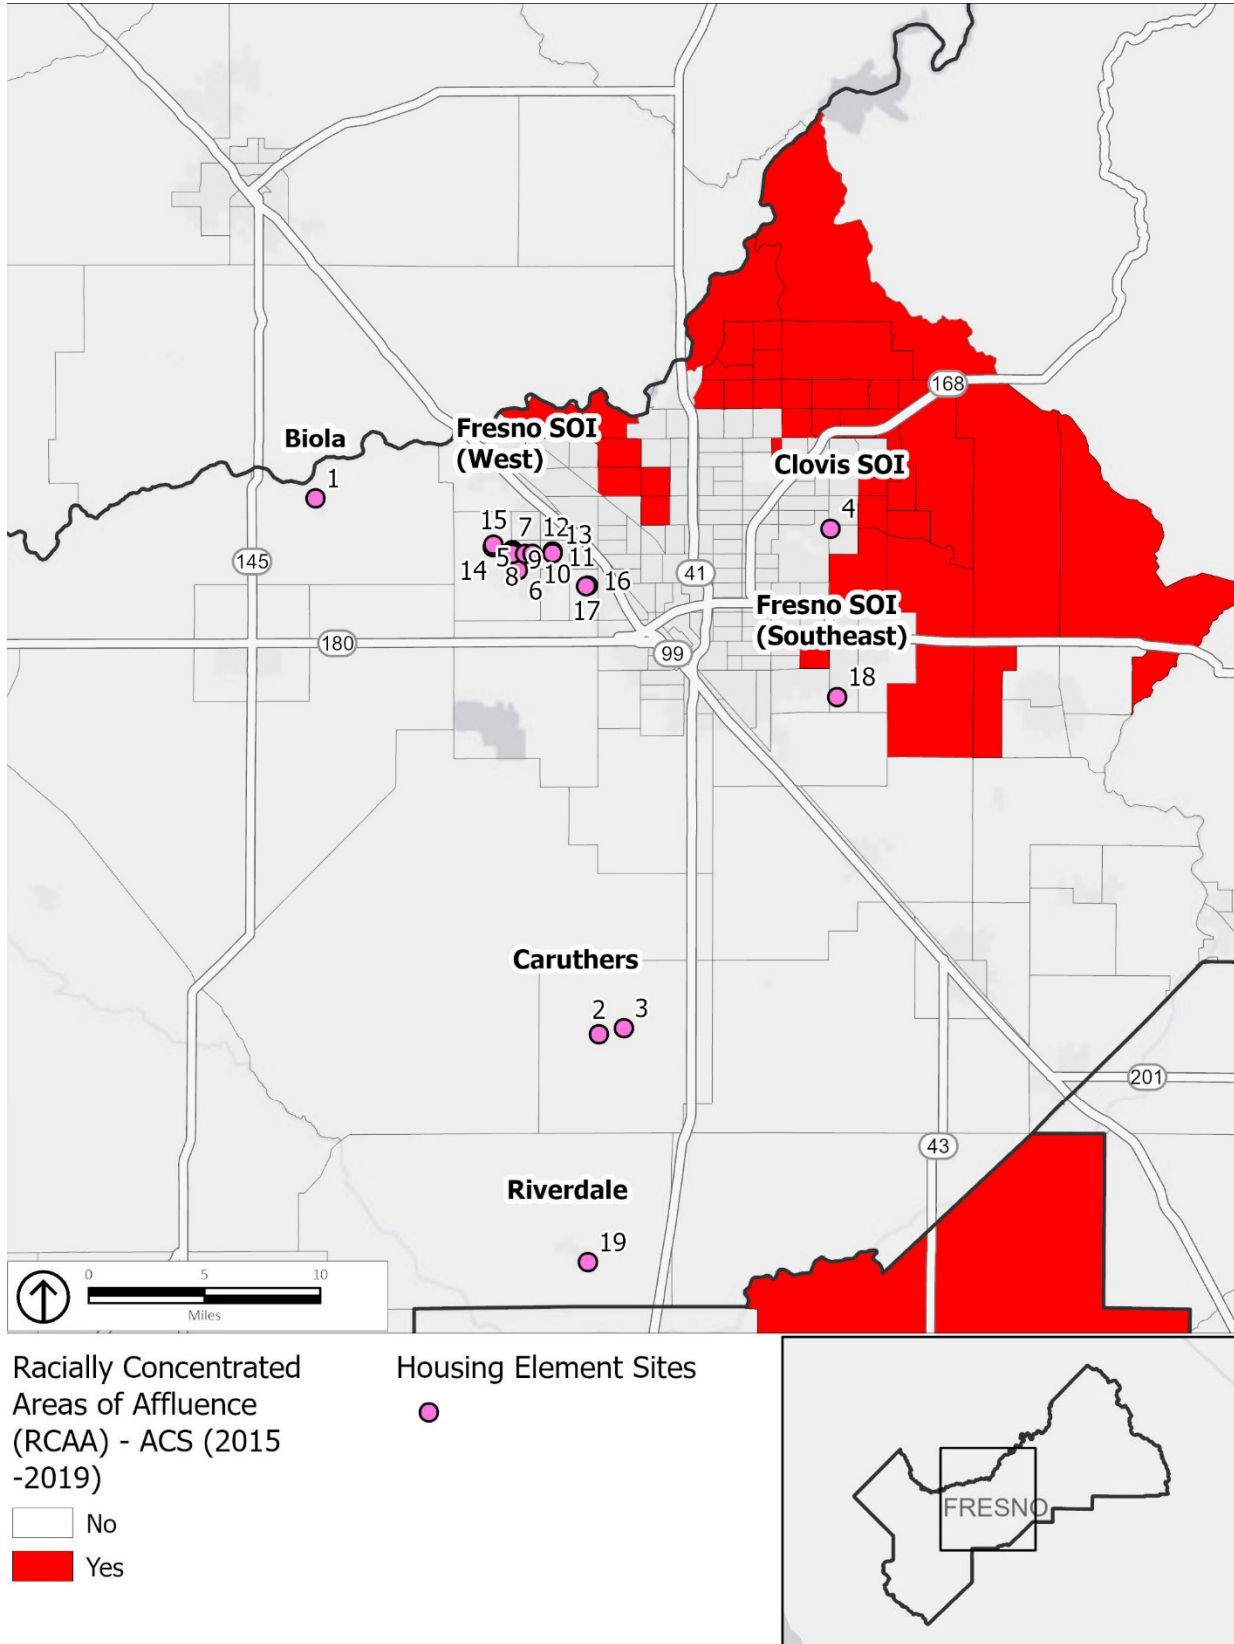 168
Biola
Fresno SOI
(West)
Clovis SOI
1
4
15
7
12
13
5
9
11
14
8
10
6
16
17
145
41
Fresno SOI
(Southeast)
180
99
18
Caruthers
2
3
201
43
Riverdale
19
0
5
10
Miles
Racially Concentrated
Areas of Affluence
(RCAA) - ACS (2015
-2019)
No
Yes
Housing Element Sites
FRESNO